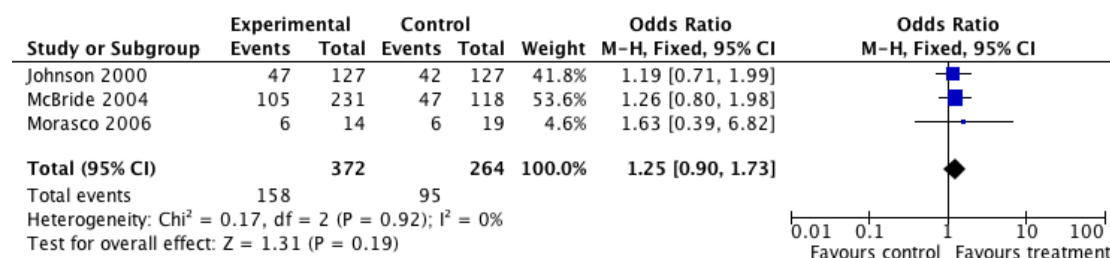 Experimental Control Odds Ratio Odds Ratio
Study or Subgroup Events Total Events Total Weight M-H, Fixed, 95% CI M-H, Fixed, 95% CI
Johnson 2000 47 127 42 127 41.8% 1.19 [0.71, 1.99]
McBride 2004 105 231 47 118 53.6% 1.26 [0.80, 1.98]
Morasco 2006 6 14 6 19 4.6% 1.63 [0.39, 6.82]
Total (95% CI) 372 264 100.0% 1.25 [0.90, 1.73]
Total events 158 95
Heterogeneity: Chi² = 0.17, df = 2 (P = 0.92); I² = 0%
Test for overall effect: Z = 1.31 (P = 0.19)
0.01 0.1 1 10 100
Favours control Favours treatment